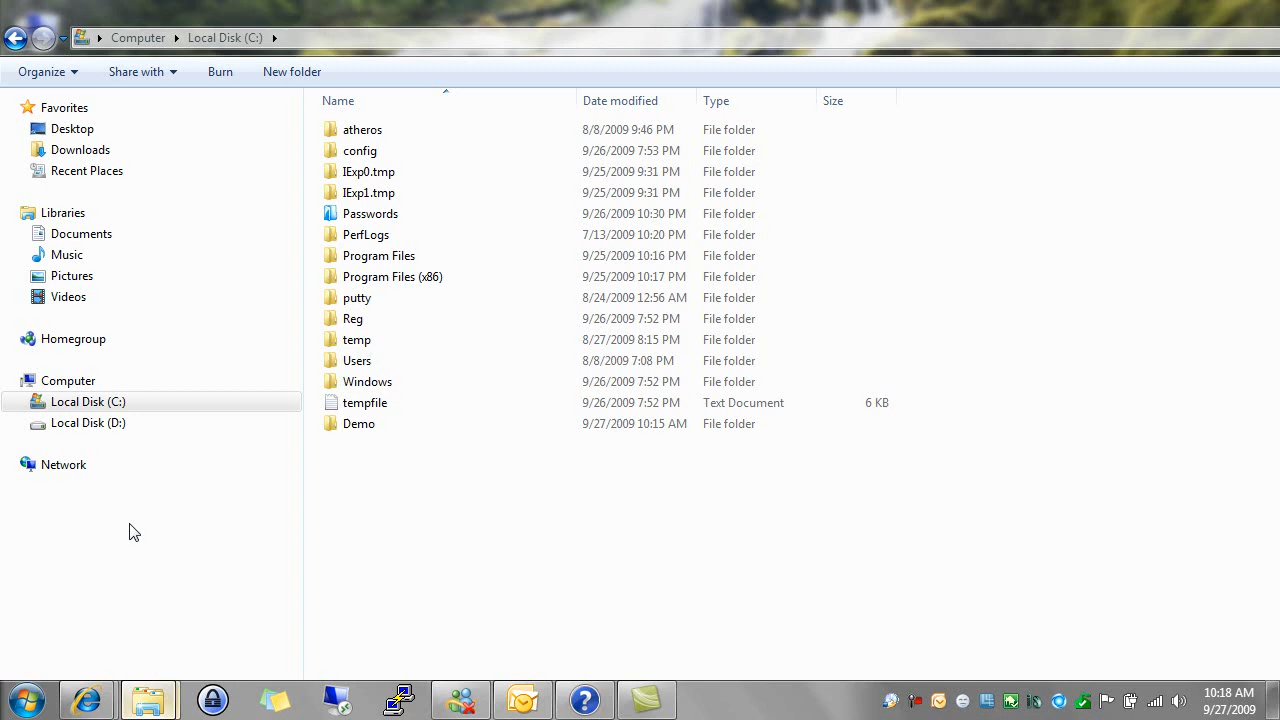 Computer Local Disk (C:)
Organize Share with Burn New folder
Name Date modified Type Size
Favorites
Desktop
Downloads
Recent Places
Libraries
Documents
Music
Pictures
Videos
Homegroup
Computer
Local Disk (C:)
Local Disk (D:)
Network
atheros 8/8/2009 9:46 PM File folder
config 9/26/2009 7:53 PM File folder
IExp0.tmp 9/25/2009 9:31 PM File folder
IExp1.tmp 9/25/2009 9:31 PM File folder
Passwords 9/26/2009 10:30 PM File folder
PerfLogs 7/13/2009 10:20 PM File folder
Program Files 9/25/2009 10:16 PM File folder
Program Files (x86) 9/25/2009 10:17 PM File folder
putty 8/24/2009 12:56 AM File folder
Reg 9/26/2009 7:52 PM File folder
temp 8/27/2009 8:15 PM File folder
Users 8/8/2009 7:08 PM File folder
Windows 9/26/2009 7:52 PM File folder
tempfile 9/26/2009 7:52 PM Text Document 6 KB
Demo 9/27/2009 10:15 AM File folder
10:18 AM
9/27/2009